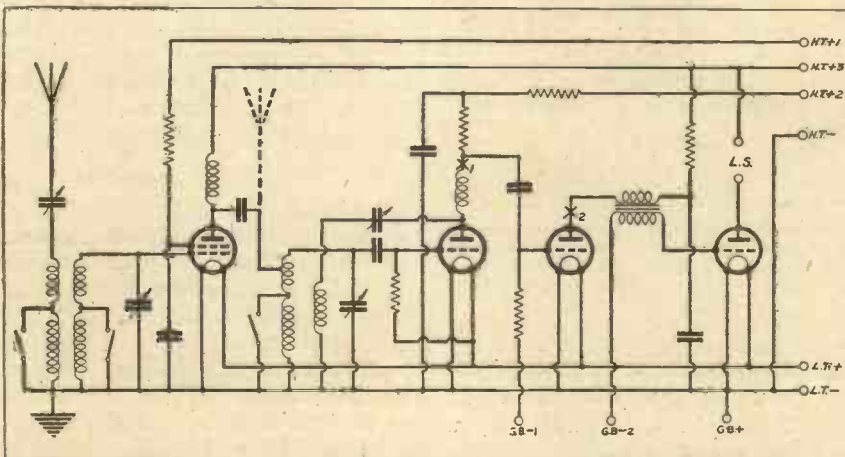 H.T.+1
H.T.+3
H.T.+2
H.T.-
1
L.S.
2
L.T.+
L.T.-
G.B-1
G.B-2
G.B+